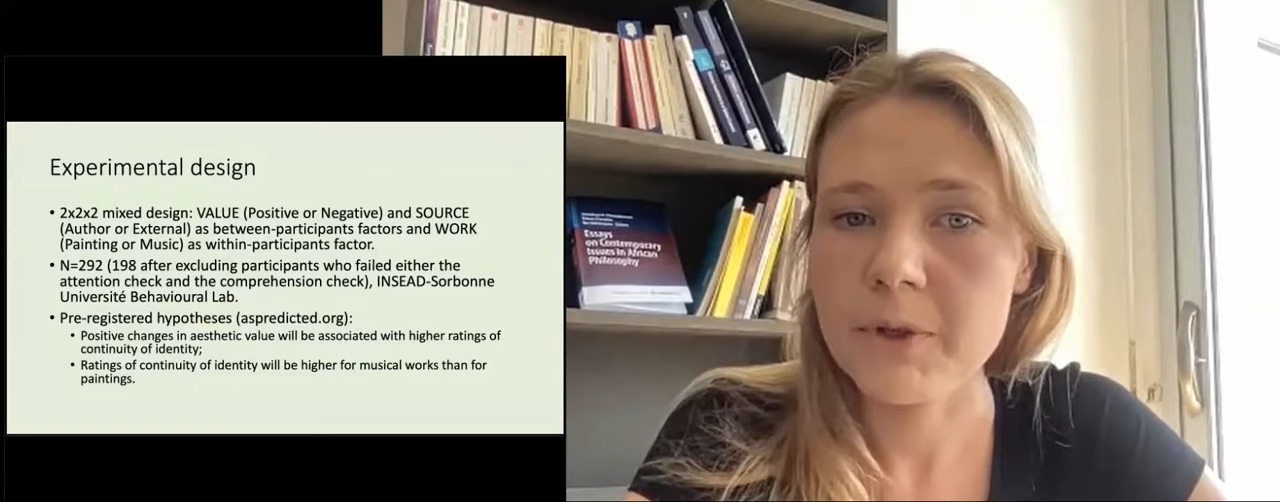 Experimental design
• 2x2x2 mixed design: VALUE (Positive or Negative) and SOURCE
(Author or External) as between-participants factors and WORK
(Painting or Music) as within-participants factor.
• N=292 (198 after excluding participants who failed either the
attention check and the comprehension check), INSEAD-Sorbonne
Université Behavioural Lab.
• Pre-registered hypotheses (aspredicted.org):
• Positive changes in aesthetic value will be associated with higher ratings of
continuity of identity;
• Ratings of continuity of identity will be higher for musical works than for
paintings.
Essays
on Contemporary
Issues in African
Philosophy